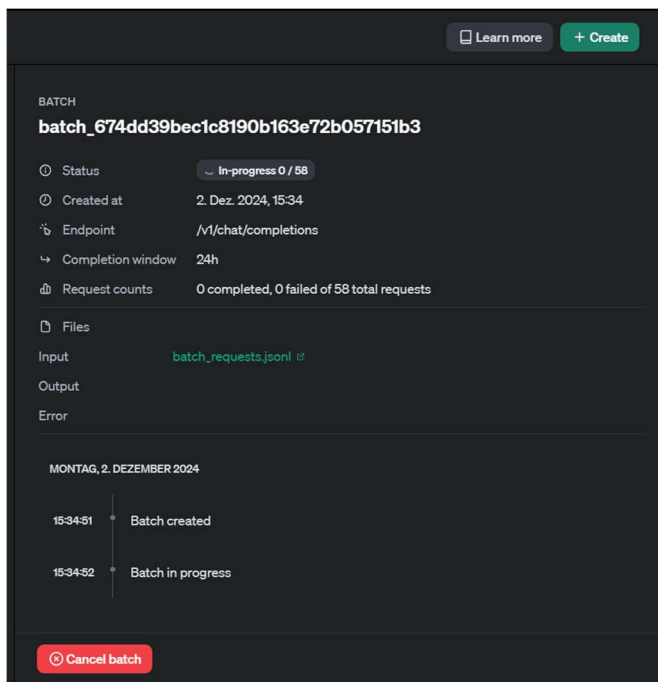 Learn more
+ Create
BATCH
batch_674dd39bec1c8190b163e72b057151b3
Status In-progress 0 / 58
Created at 2. Dez. 2024, 15:34
Endpoint /v1/chat/completions
Completion window 24h
Request counts 0 completed, 0 failed of 58 total requests
Files
Input batch_requests.jsonl
Output
Error
MONTAG, 2. DEZEMBER 2024
15:34:51 Batch created
15:34:52 Batch in progress
Cancel batch